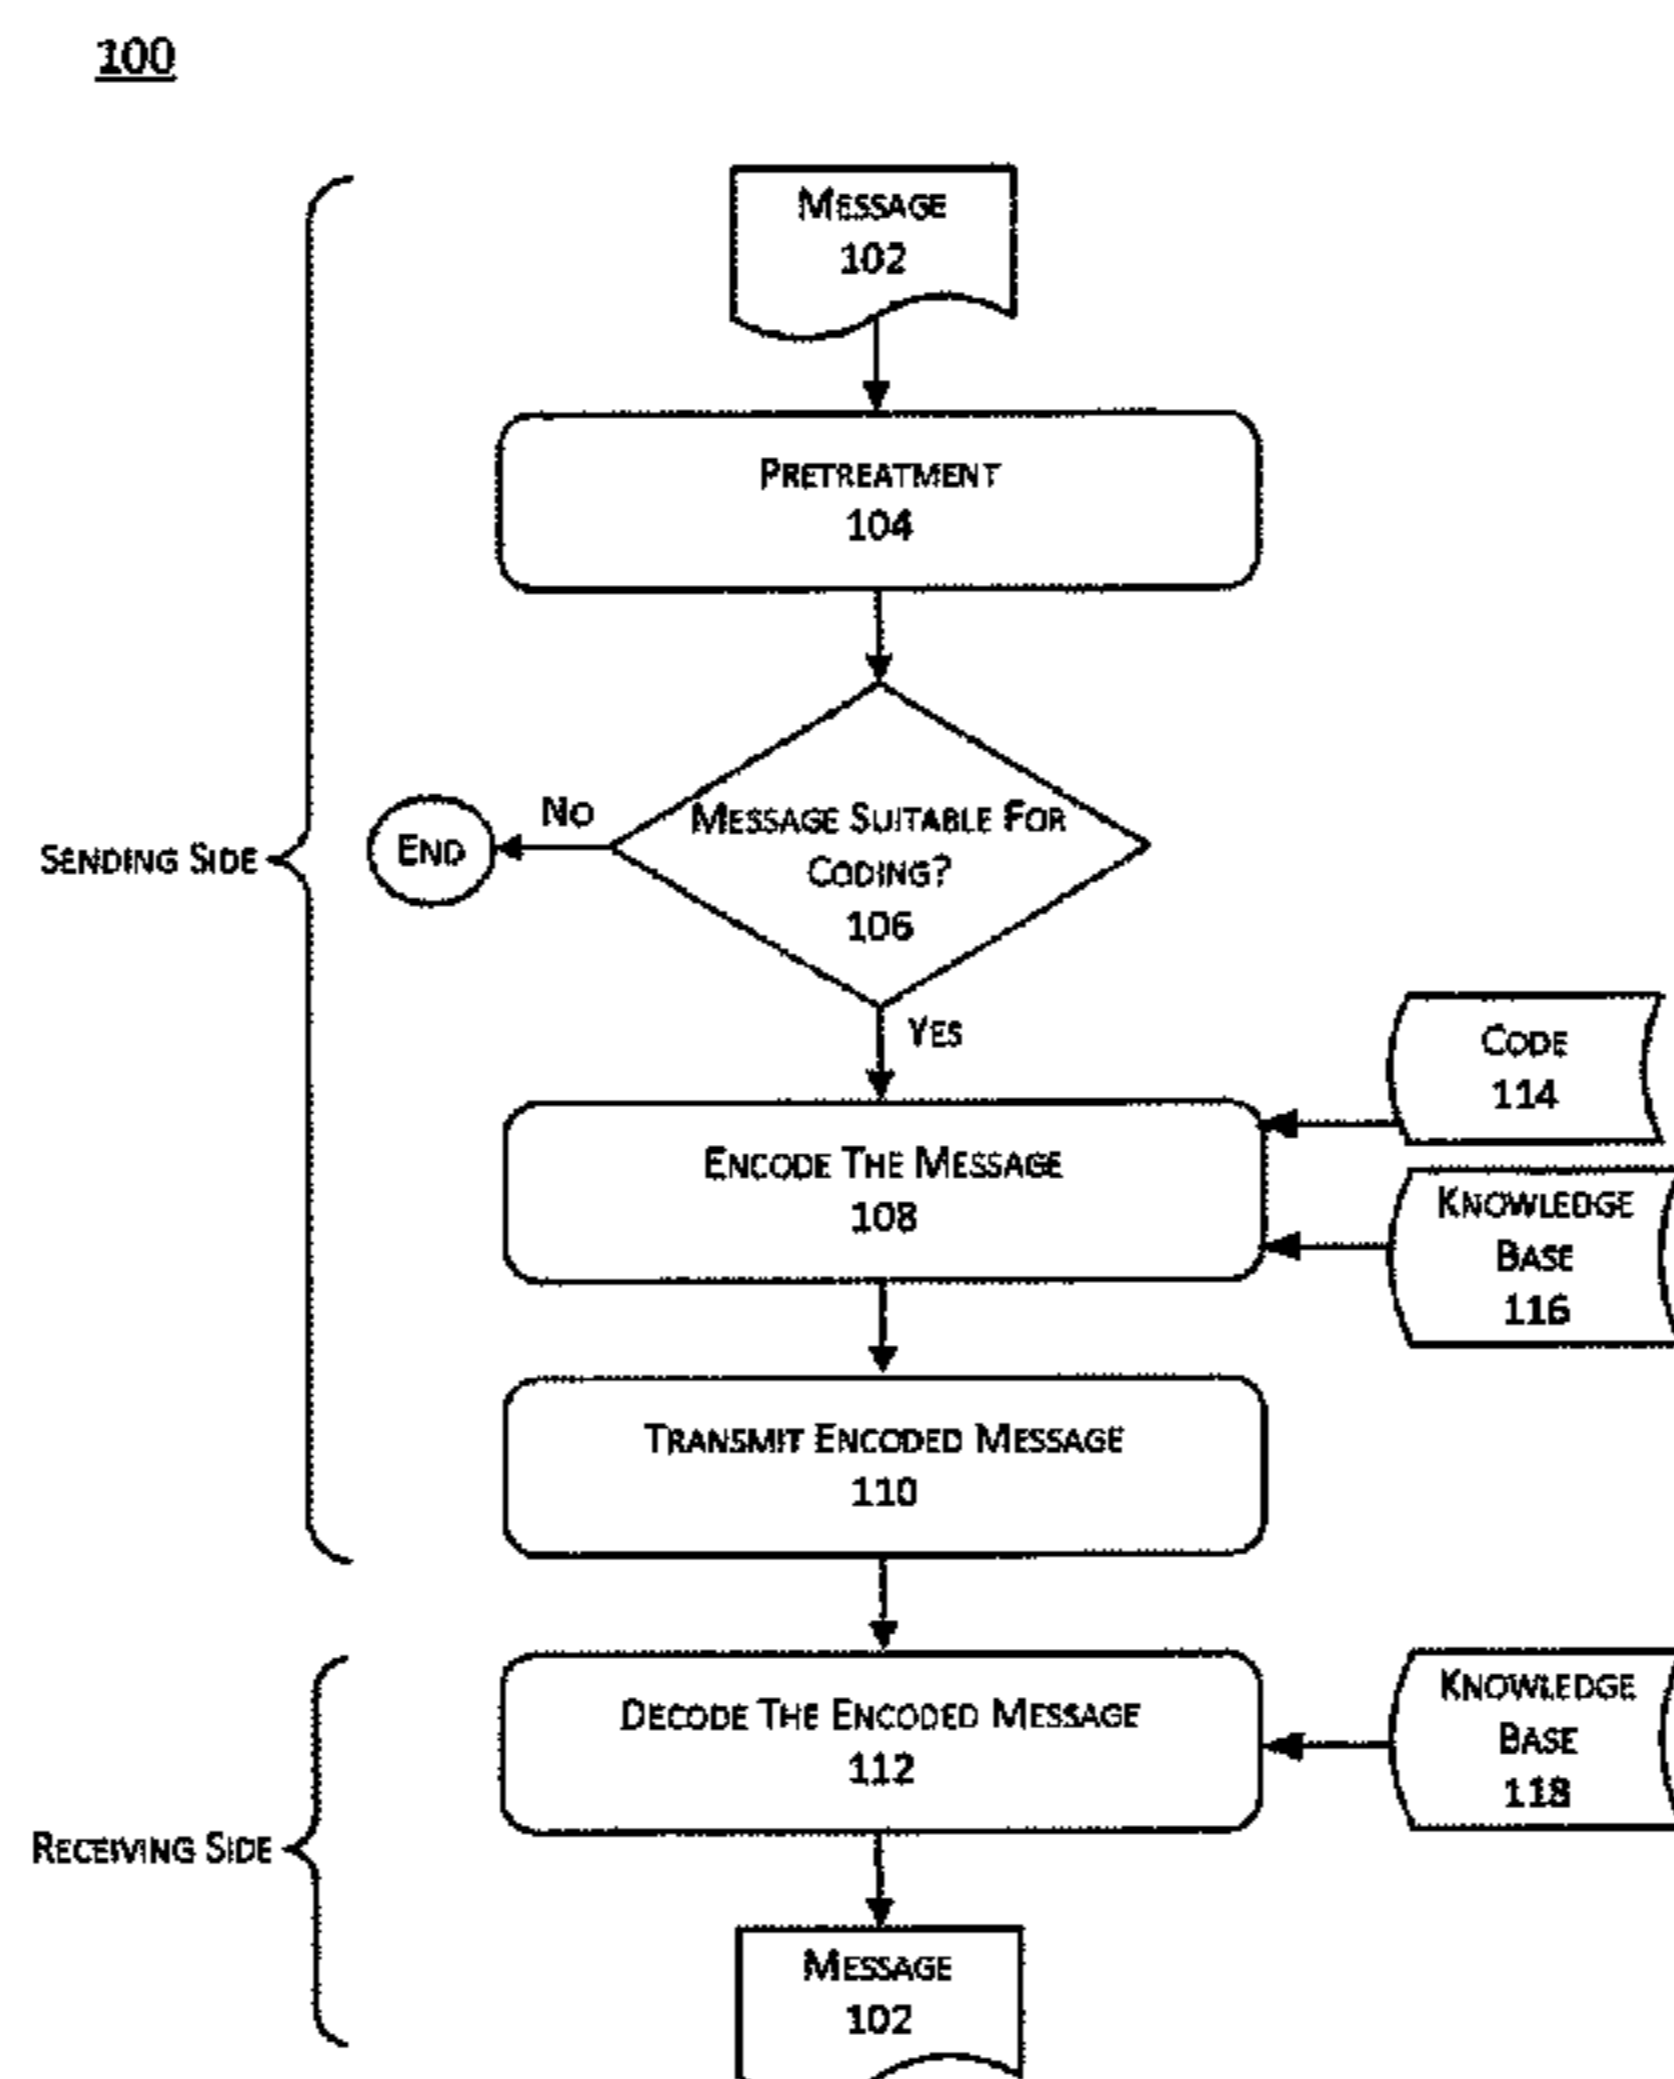 100
MESSAGE
102
PRETREATMENT
104
NO
END
MESSAGE SUITABLE FOR
CODING?
106
SENDING SIDE
YES
CODE
114
ENCODE THE MESSAGE
108
KNOWLEDGE
BASE
116
TRANSMIT ENCODED MESSAGE
110
DECODE THE ENCODED MESSAGE
112
KNOWLEDGE
BASE
118
RECEIVING SIDE
MESSAGE
102